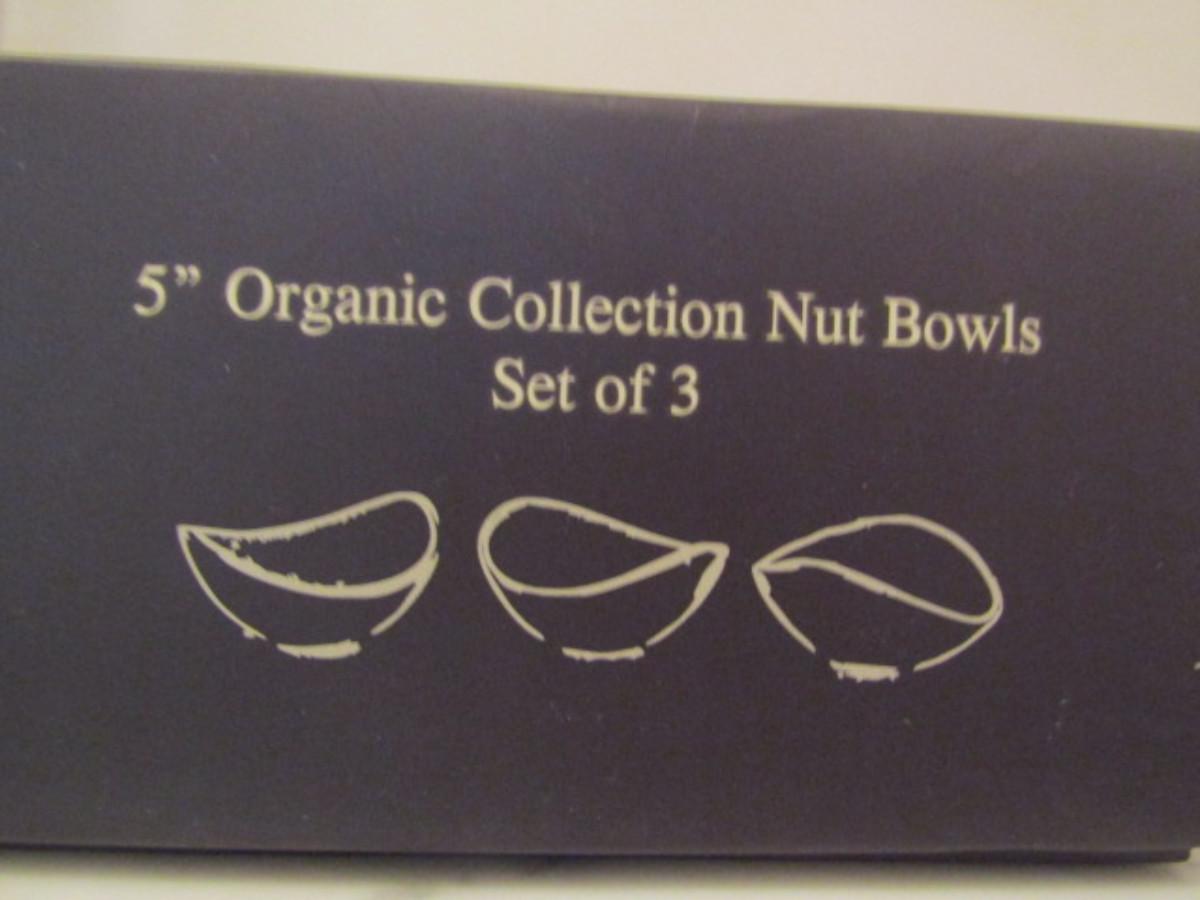 5” Organic Collection Nut Bowls
Set of 3